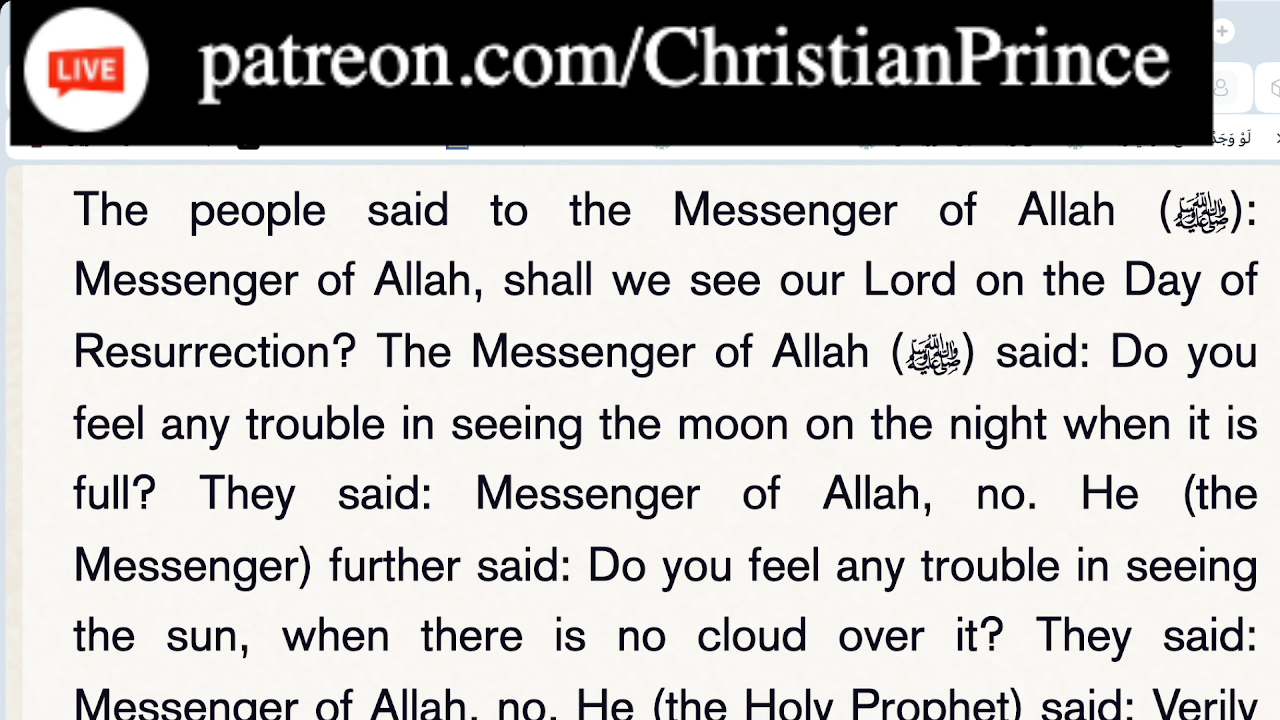 LIVE
patreon.com/ChristianPrince
The people said to the Messenger of Allah (ﷺ):
Messenger of Allah, shall we see our Lord on the Day of
Resurrection? The Messenger of Allah (ﷺ) said: Do you
feel any trouble in seeing the moon on the night when it is
full? They said: Messenger of Allah, no. He (the
Messenger) further said: Do you feel any trouble in seeing
the sun, when there is no cloud over it? They said:
Messenger of Allah, no. He (the Holy Prophet) said: Verily